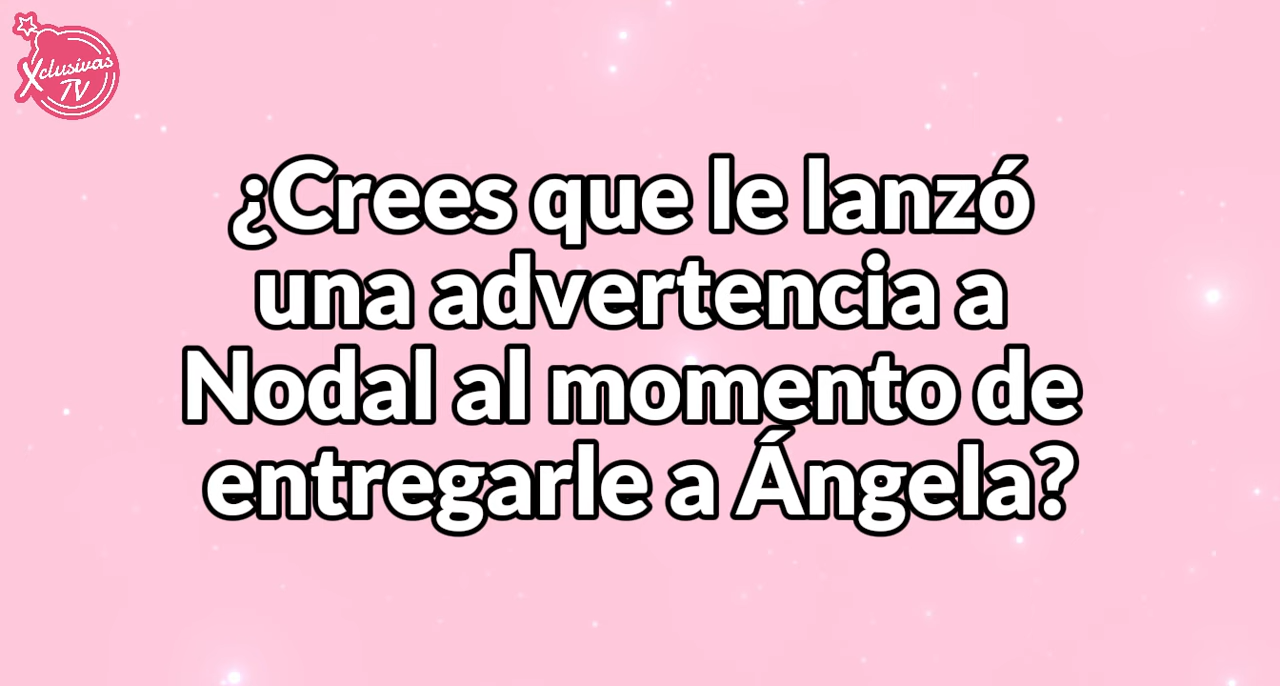 Xclusivas
TV
¿Crees que le lanzó
una advertencia a
Nodal al momento de
entregarle a Ángela?